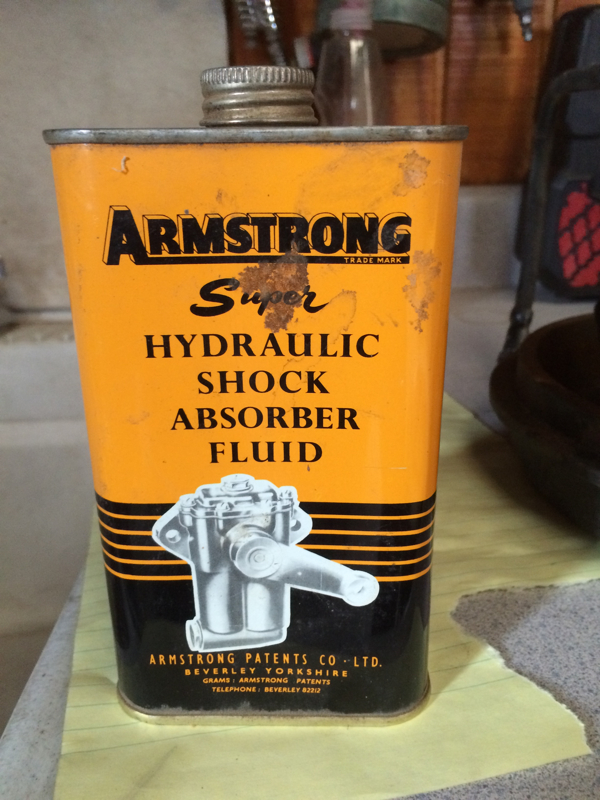 ARMSTRONG
TRADE MARK
Super
HYDRAULIC
SHOCK
ABSORBER
FLUID
ARMSTRONG PATENTS CO · LTD.
BEVERLEY YORKSHIRE
GRAMS: ARMSTRONG PATENTS
TELEPHONE: BEVERLEY 82212